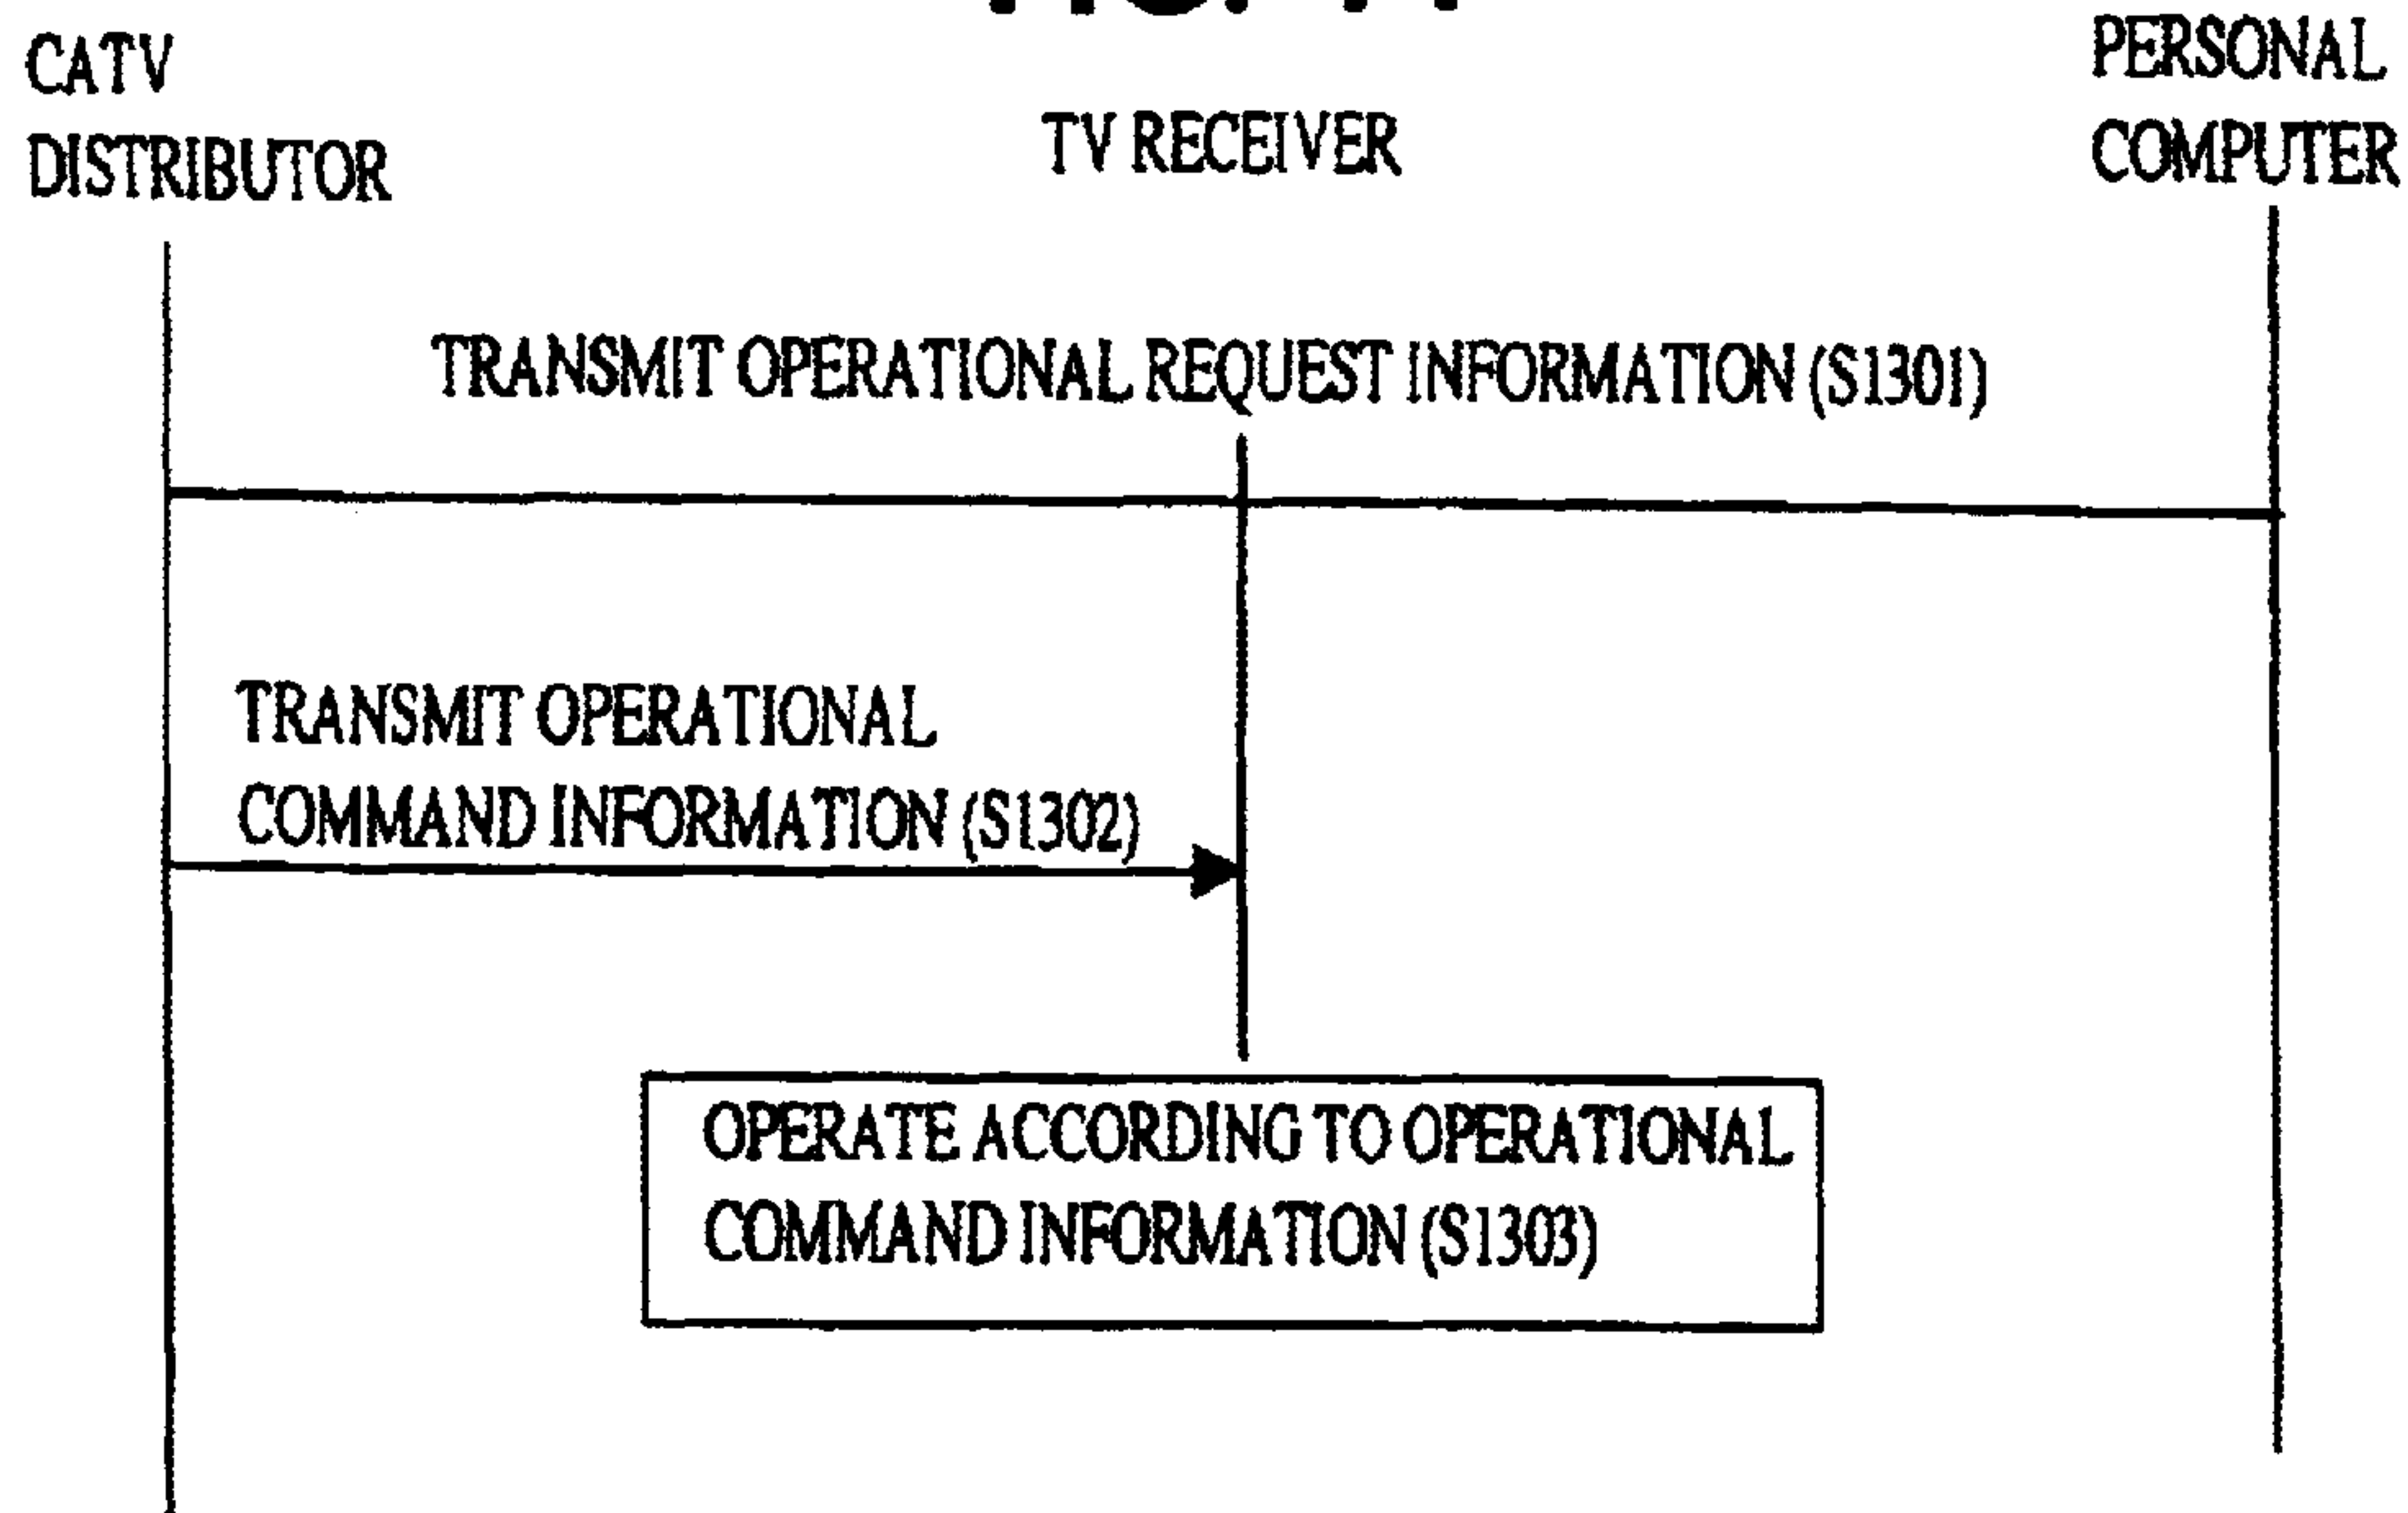 CATV
DISTRIBUTOR
TV RECEIVER
PERSONAL
COMPUTER
TRANSMIT OPERATIONAL REQUEST INFORMATION (S1301)
TRANSMIT OPERATIONAL
COMMAND INFORMATION (S1302)
OPERATE ACCORDING TO OPERATIONAL
COMMAND INFORMATION (S1303)